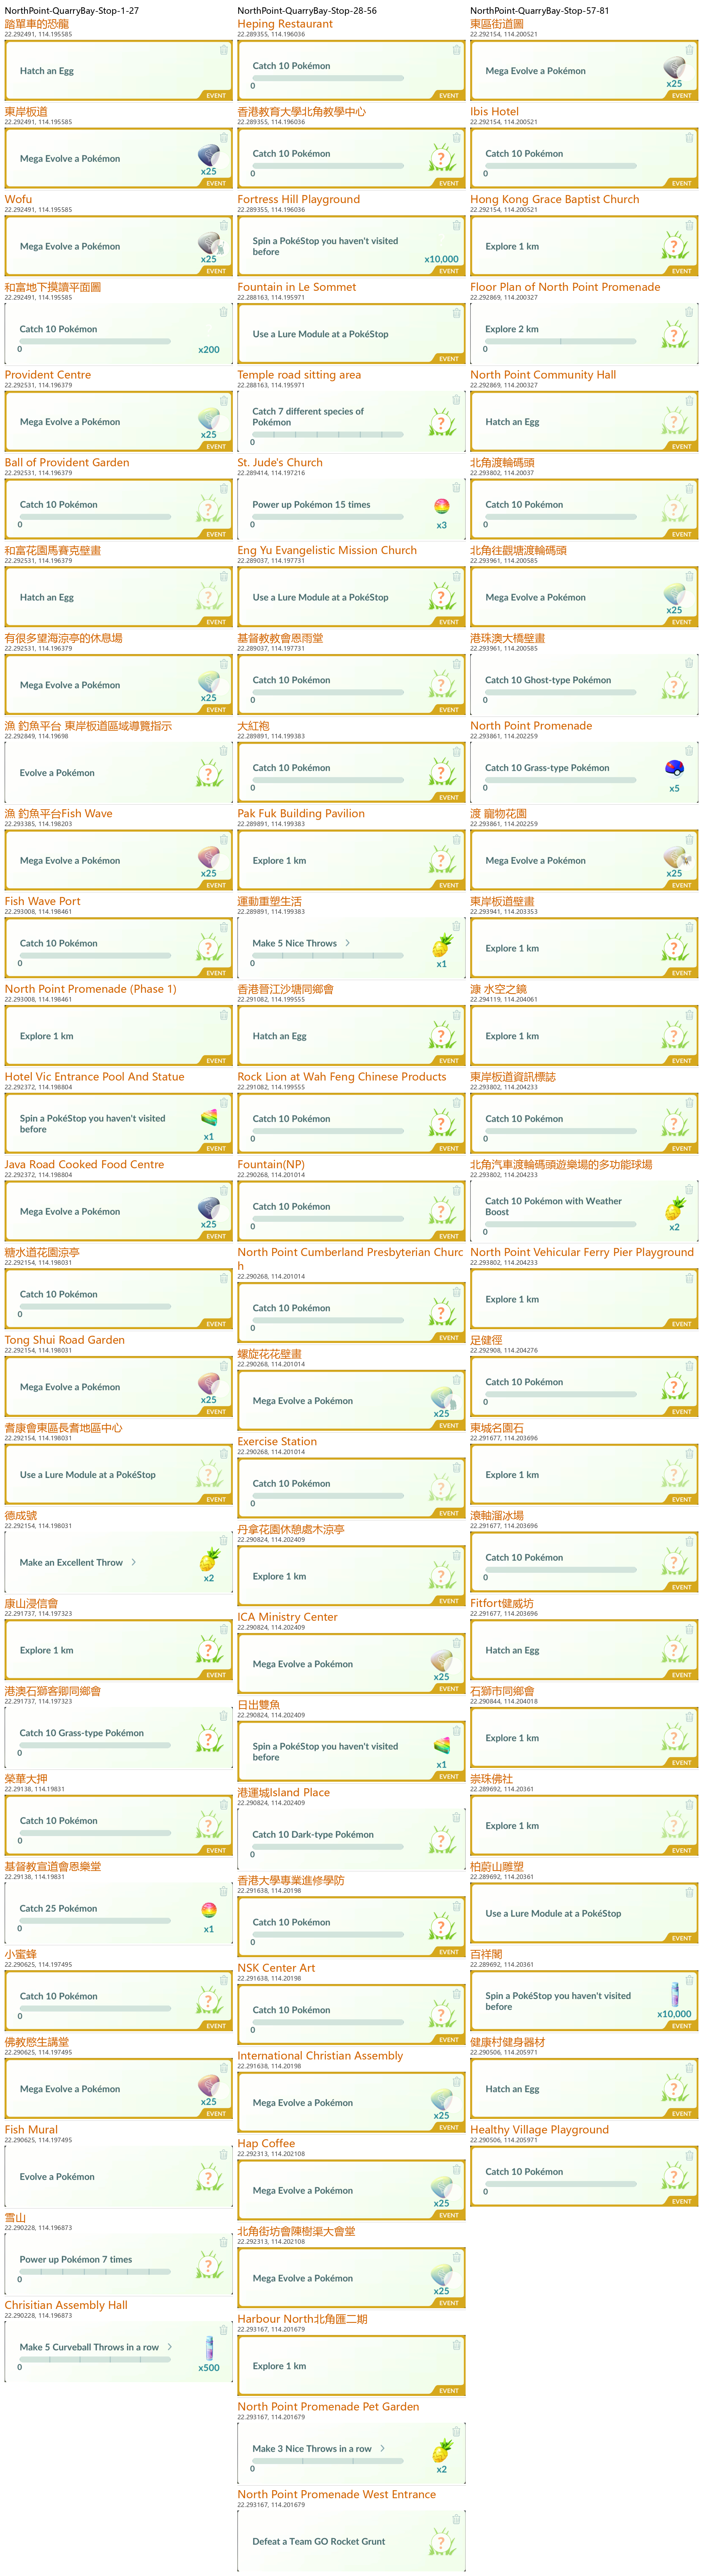 NorthPoint-QuarryBay-Stop-1-27
踏單車的恐龍
22.292491, 114.195585
Hatch an Egg
EVENT
東岸板道
22.292491, 114.195585
Mega Evolve a Pokémon
x25
EVENT
Wofu
22.292491, 114.195585
Mega Evolve a Pokémon
x25
EVENT
和富地下摸讀平面圖
22.292491, 114.195585
Catch 10 Pokémon
0
x200
Provident Centre
22.292531, 114.196379
Mega Evolve a Pokémon
x25
EVENT
Ball of Provident Garden
22.292531, 114.196379
Catch 10 Pokémon
0
?
EVENT
和富花園馬賽克壁畫
22.292531, 114.196379
Hatch an Egg
?
EVENT
有很多望海涼亭的休息場
22.292531, 114.196379
Mega Evolve a Pokémon
x25
EVENT
漁 釣魚平台 東岸板道區域導覽指示
22.292849, 114.19698
Evolve a Pokémon
?
漁 釣魚平台Fish Wave
22.293385, 114.198203
Mega Evolve a Pokémon
x25
EVENT
Fish Wave Port
22.293008, 114.198461
Catch 10 Pokémon
0
?
EVENT
North Point Promenade (Phase 1)
22.293008, 114.198461
Explore 1 km
EVENT
Hotel Vic Entrance Pool And Statue
22.292372, 114.198804
Spin a PokéStop you haven't visited
before
x1
EVENT
Java Road Cooked Food Centre
22.292372, 114.198804
Mega Evolve a Pokémon
x25
EVENT
糖水道花園涼亭
22.292154, 114.198031
Catch 10 Pokémon
0
EVENT
Tong Shui Road Garden
22.292154, 114.198031
Mega Evolve a Pokémon
x25
EVENT
耆康會東區長耆地區中心
22.292154, 114.198031
Use a Lure Module at a PokéStop
?
EVENT
德成號
22.292154, 114.198031
Make an Excellent Throw >
x2
康山浸信會
22.291737, 114.197323
Explore 1 km
?
EVENT
港澳石獅客卿同鄉會
22.291737, 114.197323
Catch 10 Grass-type Pokémon
0
?
榮華大押
22.29138, 114.19831
Catch 10 Pokémon
0
?
EVENT
基督教宣道會恩樂堂
22.29138, 114.19831
Catch 25 Pokémon
0
x1
小蜜蜂
22.290625, 114.197495
Catch 10 Pokémon
0
?
EVENT
佛教愍生講堂
22.290625, 114.197495
Mega Evolve a Pokémon
x25
EVENT
Fish Mural
22.290625, 114.197495
Evolve a Pokémon
?
雪山
22.290228, 114.196873
Power up Pokémon 7 times
0
?
Chrisitian Assembly Hall
22.290228, 114.196873
Make 5 Curveball Throws in a row >
0
x500
NorthPoint-QuarryBay-Stop-28-56
Heping Restaurant
22.289355, 114.196036
Catch 10 Pokémon
0
EVENT
香港教育大學北角教學中心
22.289355, 114.196036
Catch 10 Pokémon
0
?
EVENT
Fortress Hill Playground
22.289355, 114.196036
Spin a PokéStop you haven't visited
before
x10,000
EVENT
Fountain in Le Sommet
22.288163, 114.195971
Use a Lure Module at a PokéStop
EVENT
Temple road sitting area
22.288163, 114.195971
Catch 7 different species of
Pokémon
0
?
St. Jude's Church
22.289414, 114.197216
Power up Pokémon 15 times
0
x3
Eng Yu Evangelistic Mission Church
22.289037, 114.197731
Use a Lure Module at a PokéStop
?
EVENT
基督教教會恩雨堂
22.289037, 114.197731
Catch 10 Pokémon
0
?
EVENT
大紅袍
22.289891, 114.199383
Catch 10 Pokémon
0
?
EVENT
Pak Fuk Building Pavilion
22.289891, 114.199383
Explore 1 km
?
EVENT
運動重塑生活
22.289891, 114.199383
Make 5 Nice Throws >
0
x1
香港晉江沙塘同鄉會
22.291082, 114.199555
Hatch an Egg
?
EVENT
Rock Lion at Wah Feng Chinese Products
22.291082, 114.199555
Catch 10 Pokémon
0
?
EVENT
Fountain(NP)
22.290268, 114.201014
Catch 10 Pokémon
0
?
EVENT
North Point Cumberland Presbyterian Churc
h
22.290268, 114.201014
Catch 10 Pokémon
0
?
EVENT
螺旋花花壁畫
22.290268, 114.201014
Mega Evolve a Pokémon
x25
EVENT
Exercise Station
22.290268, 114.201014
Catch 10 Pokémon
0
?
EVENT
丹拿花園休憩處木涼亭
22.290824, 114.202409
Explore 1 km
?
EVENT
ICA Ministry Center
22.290824, 114.202409
Mega Evolve a Pokémon
x25
EVENT
日出雙魚
22.290824, 114.202409
Spin a PokéStop you haven't visited
before
x1
EVENT
港運城Island Place
22.290824, 114.202409
Catch 10 Dark-type Pokémon
0
?
香港大學專業進修學防
22.291638, 114.20198
Catch 10 Pokémon
0
?
EVENT
NSK Center Art
22.291638, 114.20198
Catch 10 Pokémon
0
?
EVENT
International Christian Assembly
22.291638, 114.20198
Mega Evolve a Pokémon
x25
EVENT
Hap Coffee
22.292313, 114.202108
Mega Evolve a Pokémon
x25
EVENT
北角街坊會陳樹渠大會堂
22.292313, 114.202108
Mega Evolve a Pokémon
x25
EVENT
Harbour North北角匯二期
22.293167, 114.201679
Explore 1 km
EVENT
North Point Promenade Pet Garden
22.293167, 114.201679
Make 3 Nice Throws in a row >
0
x2
North Point Promenade West Entrance
22.293167, 114.201679
Defeat a Team GO Rocket Grunt
?
NorthPoint-QuarryBay-Stop-57-81
東區街道圖
22.292154, 114.200521
Mega Evolve a Pokémon
x25
EVENT
Ibis Hotel
22.292154, 114.200521
Catch 10 Pokémon
0
EVENT
Hong Kong Grace Baptist Church
22.292154, 114.200521
Explore 1 km
?
EVENT
Floor Plan of North Point Promenade
22.292869, 114.200327
Explore 2 km
0
?
North Point Community Hall
22.292869, 114.200327
Hatch an Egg
?
EVENT
北角渡輪碼頭
22.293802, 114.20037
Catch 10 Pokémon
0
?
EVENT
北角往觀塘渡輪碼頭
22.293961, 114.200585
Mega Evolve a Pokémon
x25
EVENT
港珠澳大橋壁畫
22.293961, 114.200585
Catch 10 Ghost-type Pokémon
0
?
North Point Promenade
22.293861, 114.202259
Catch 10 Grass-type Pokémon
0
x5
渡 寵物花園
22.293861, 114.202259
Mega Evolve a Pokémon
x25
EVENT
東岸板道壁畫
22.293941, 114.203353
Explore 1 km
?
EVENT
漮 水空之鏡
22.294119, 114.204061
Explore 1 km
?
EVENT
東岸板道資訊標誌
22.293802, 114.204233
Catch 10 Pokémon
0
?
EVENT
北角汽車渡輪碼頭遊樂場的多功能球場
22.293802, 114.204233
Catch 10 Pokémon with Weather
Boost
0
x2
North Point Vehicular Ferry Pier Playground
22.293802, 114.204233
Explore 1 km
EVENT
足健徑
22.292908, 114.204276
Catch 10 Pokémon
0
?
EVENT
東城名園石
22.291677, 114.203696
Explore 1 km
?
EVENT
滾軸溜冰場
22.291677, 114.203696
Catch 10 Pokémon
0
?
EVENT
Fitfort健威坊
22.291677, 114.203696
Hatch an Egg
?
EVENT
石獅市同鄉會
22.290844, 114.204018
Explore 1 km
?
EVENT
崇珠佛社
22.289692, 114.20361
Explore 1 km
?
EVENT
柏蔚山雕塑
22.289692, 114.20361
Use a Lure Module at a PokéStop
EVENT
百祥閣
22.289692, 114.20361
Spin a PokéStop you haven't visited
before
x10,000
EVENT
健康村健身器材
22.290506, 114.205971
Hatch an Egg
?
EVENT
Healthy Village Playground
22.290506, 114.205971
Catch 10 Pokémon
0
?
EVENT